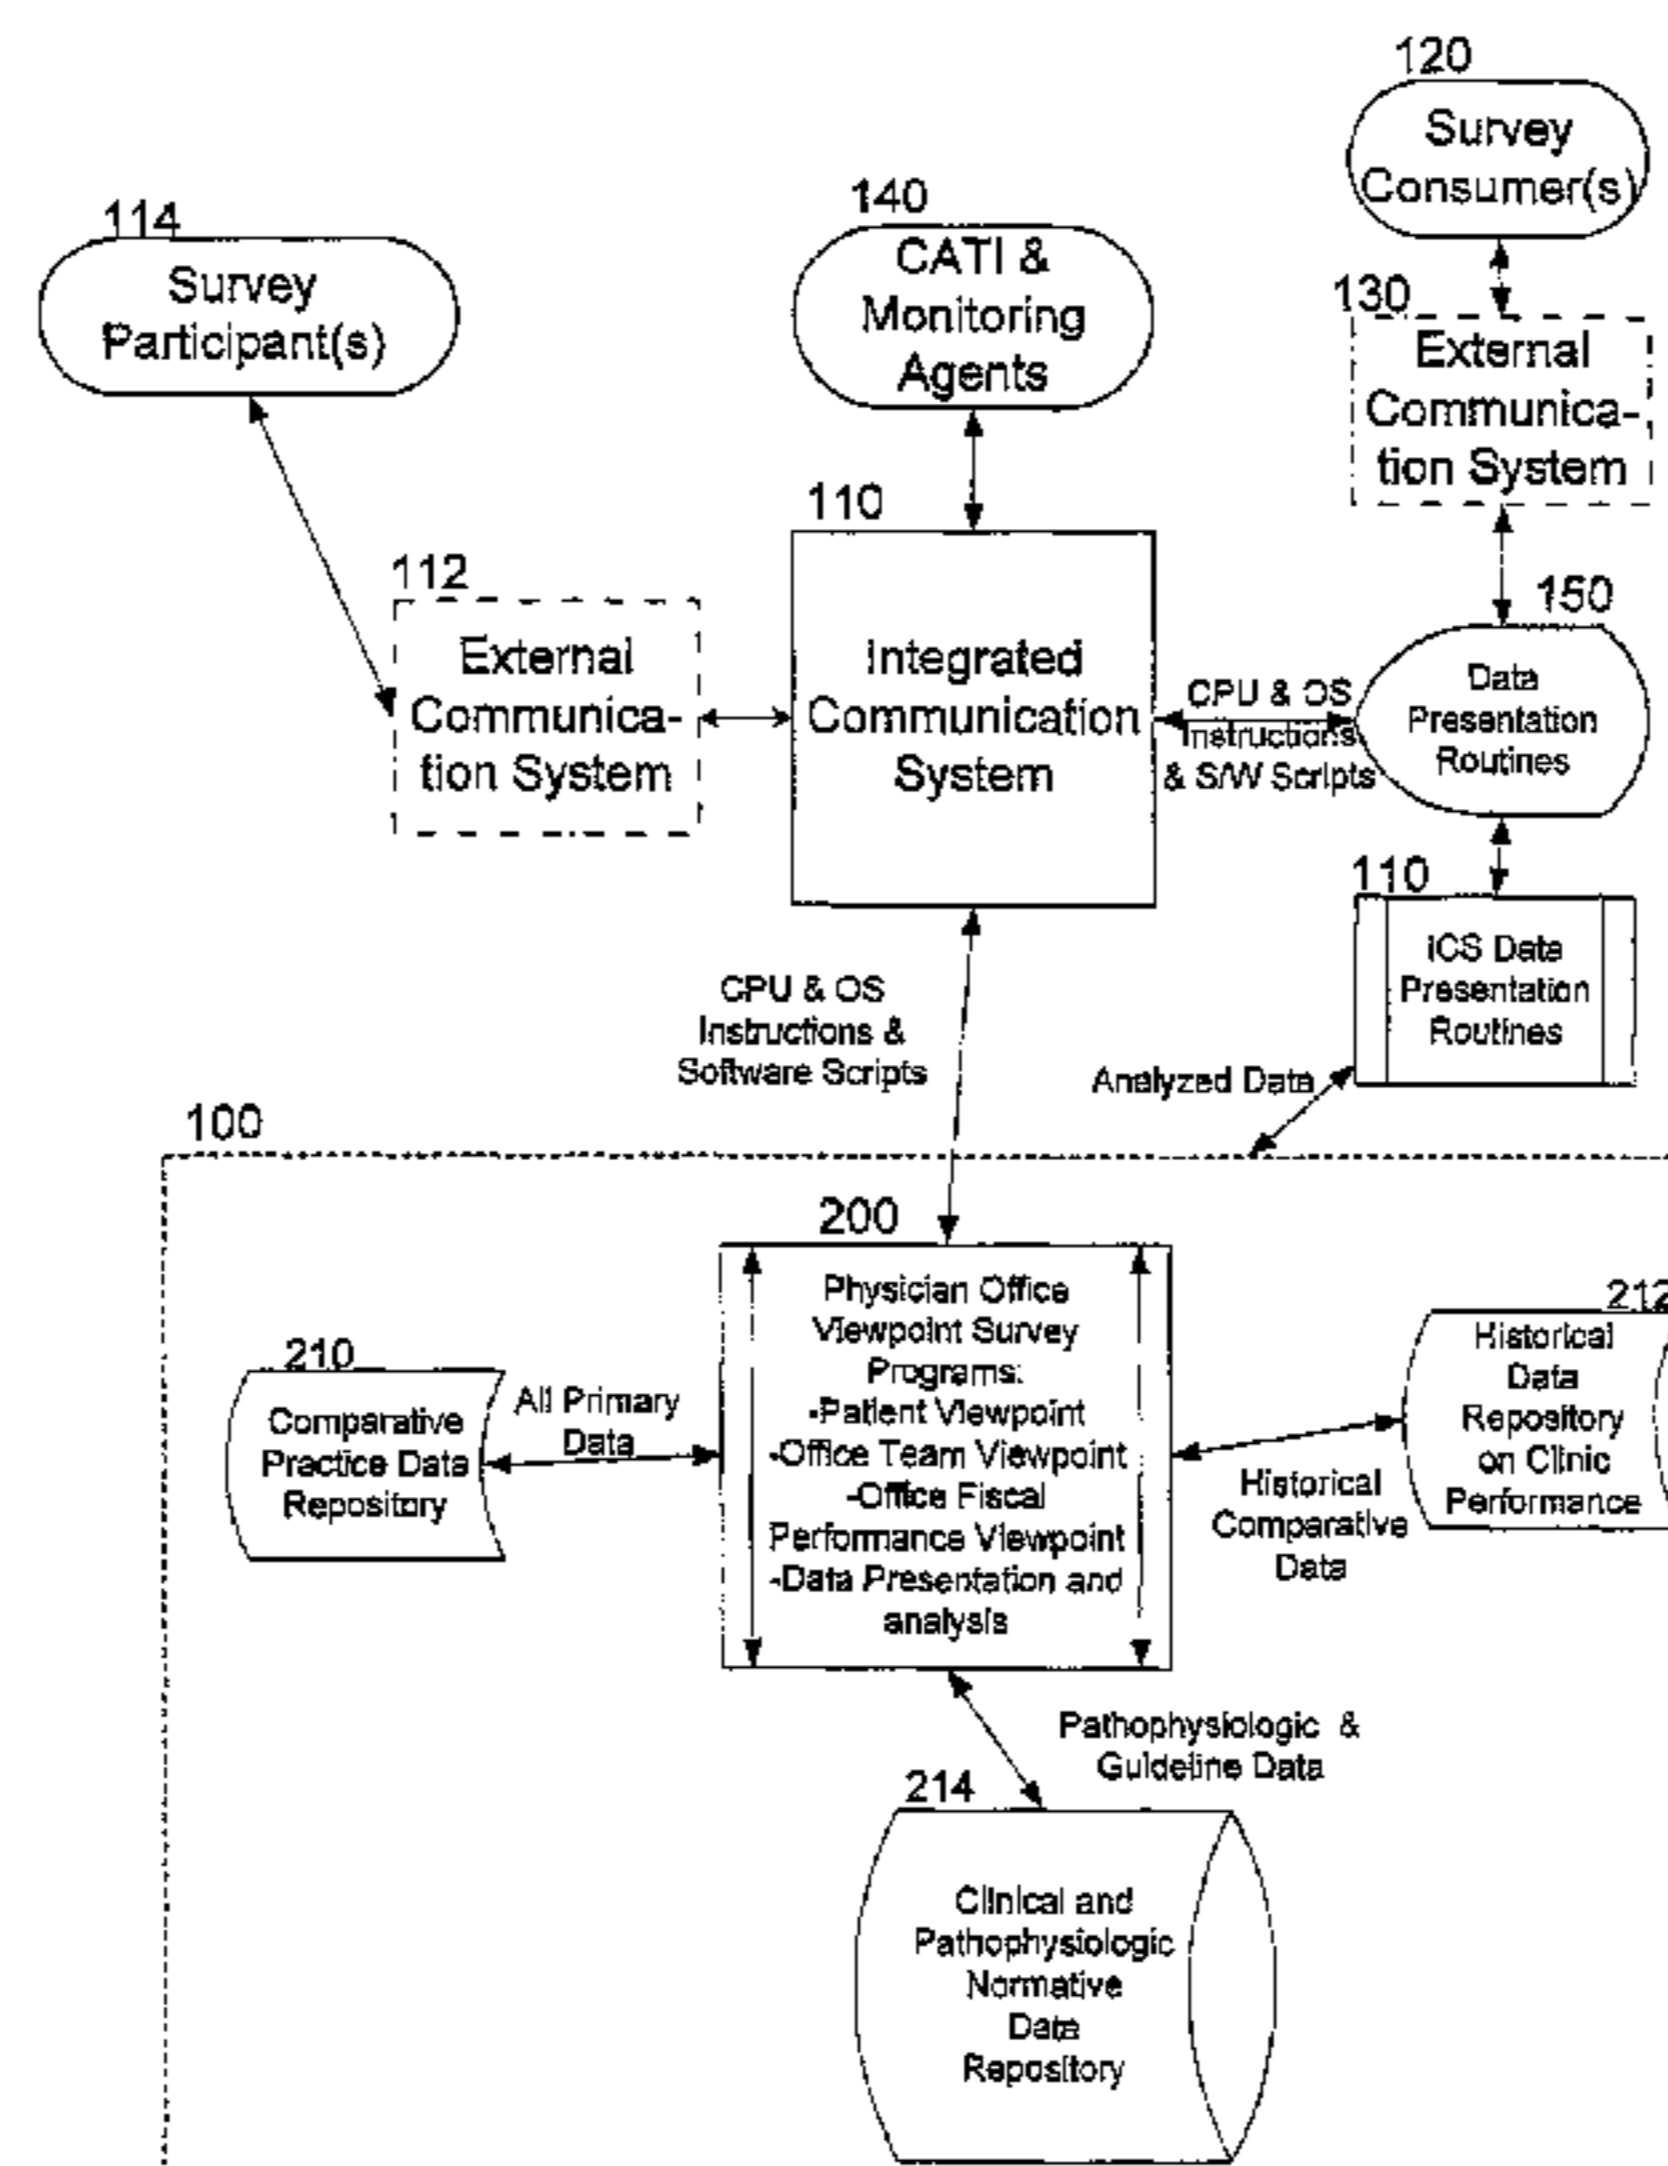 120
Survey
Consumer(s)
140
CATI &
Monitoring
Agents
114
Survey
Participant(s)
130
External
Communica-
tion System
110
Integrated
Communication
System
112
External
Communica-
tion System
150
Data
Presentation
Routines
CPU & OS
Instructions
& S/W Scripts
110
iCS Data
Presentation
Routines
CPU & OS
Instructions &
Software Scripts
Analyzed Data
100
200
Physician Office
Viewpoint Survey
Programs:
-Patient Viewpoint
-Office Team Viewpoint
-Office Fiscal
Performance Viewpoint
-Data Presentation and
analysis
210
Comparative
Practice Data
Repository
All Primary
Data
212
Historical
Data
Repository
on Clinic
Performance
Historical
Comparative
Data
Pathophysiologic &
Guideline Data
214
Clinical and
Pathophysiologic
Normative
Data
Repository